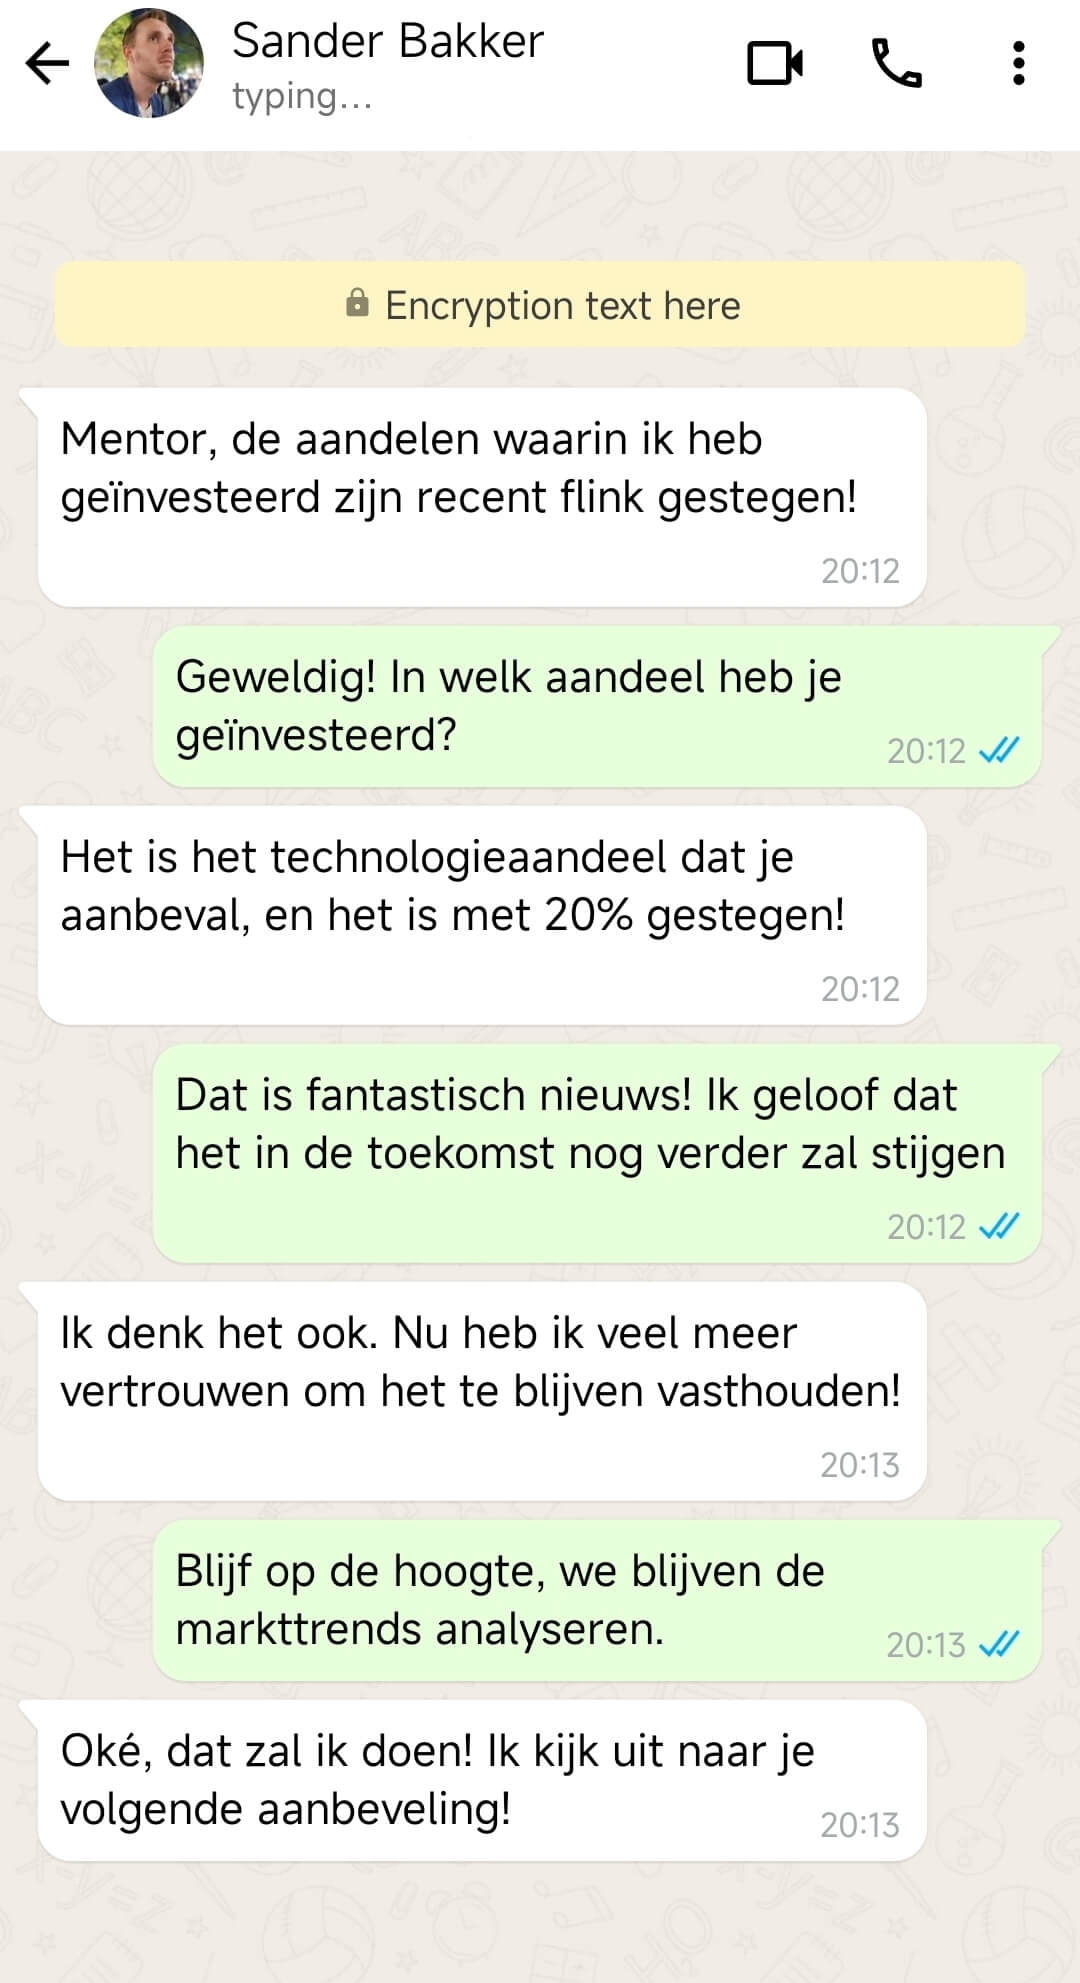 Sander Bakker
typing...
Encryption text here
Mentor, de aandelen waarin ik heb
geïnvesteerd zijn recent flink gestegen!
20:12
Geweldig! In welk aandeel heb je
geïnvesteerd?
20:12
Het is het technologieaandeel dat je
aanbeval, en het is met 20% gestegen!
20:12
Dat is fantastisch nieuws! Ik geloof dat
het in de toekomst nog verder zal stijgen
20:12
Ik denk het ook. Nu heb ik veel meer
vertrouwen om het te blijven vasthouden!
20:13
Blijf op de hoogte, we blijven de
markttrends analyseren.
20:13
Oké, dat zal ik doen! Ik kijk uit naar je
volgende aanbeveling!
20:13